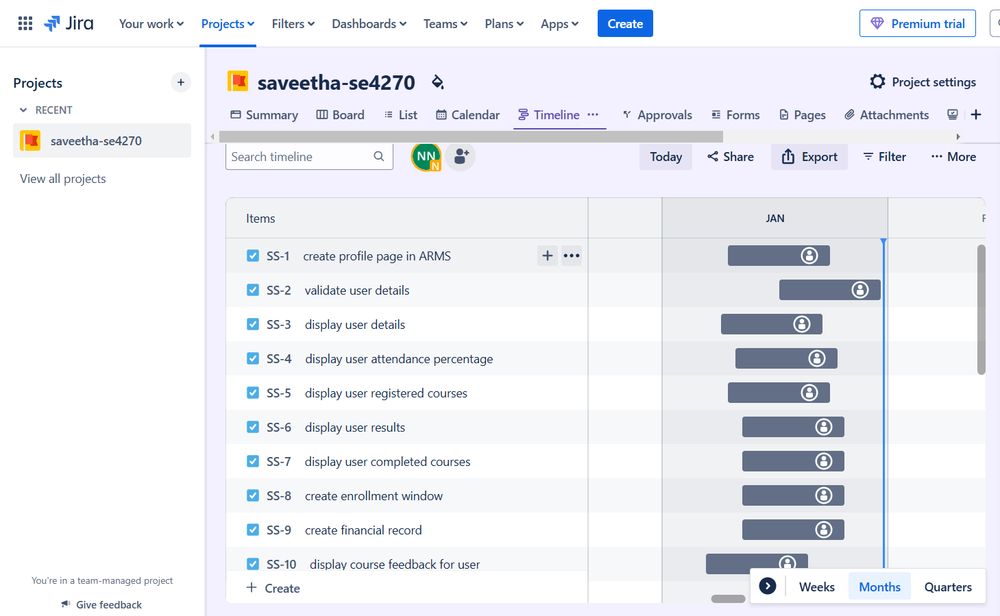 Jira Your work Projects Filters Dashboards Teams Plans Apps Create Premium trial
Projects
RECENT
saveetha-se4270
View all projects
You're in a team-managed project
Give feedback
saveetha-se4270 Project settings
Summary Board List Calendar Timeline Approvals Forms Pages Attachments
Search timeline NN N Today Share Export Filter More
Items JAN
SS-1 create profile page in ARMS
SS-2 validate user details
SS-3 display user details
SS-4 display user attendance percentage
SS-5 display user registered courses
SS-6 display user results
SS-7 display user completed courses
SS-8 create enrollment window
SS-9 create financial record
SS-10 display course feedback for user
Create
Weeks Months Quarters